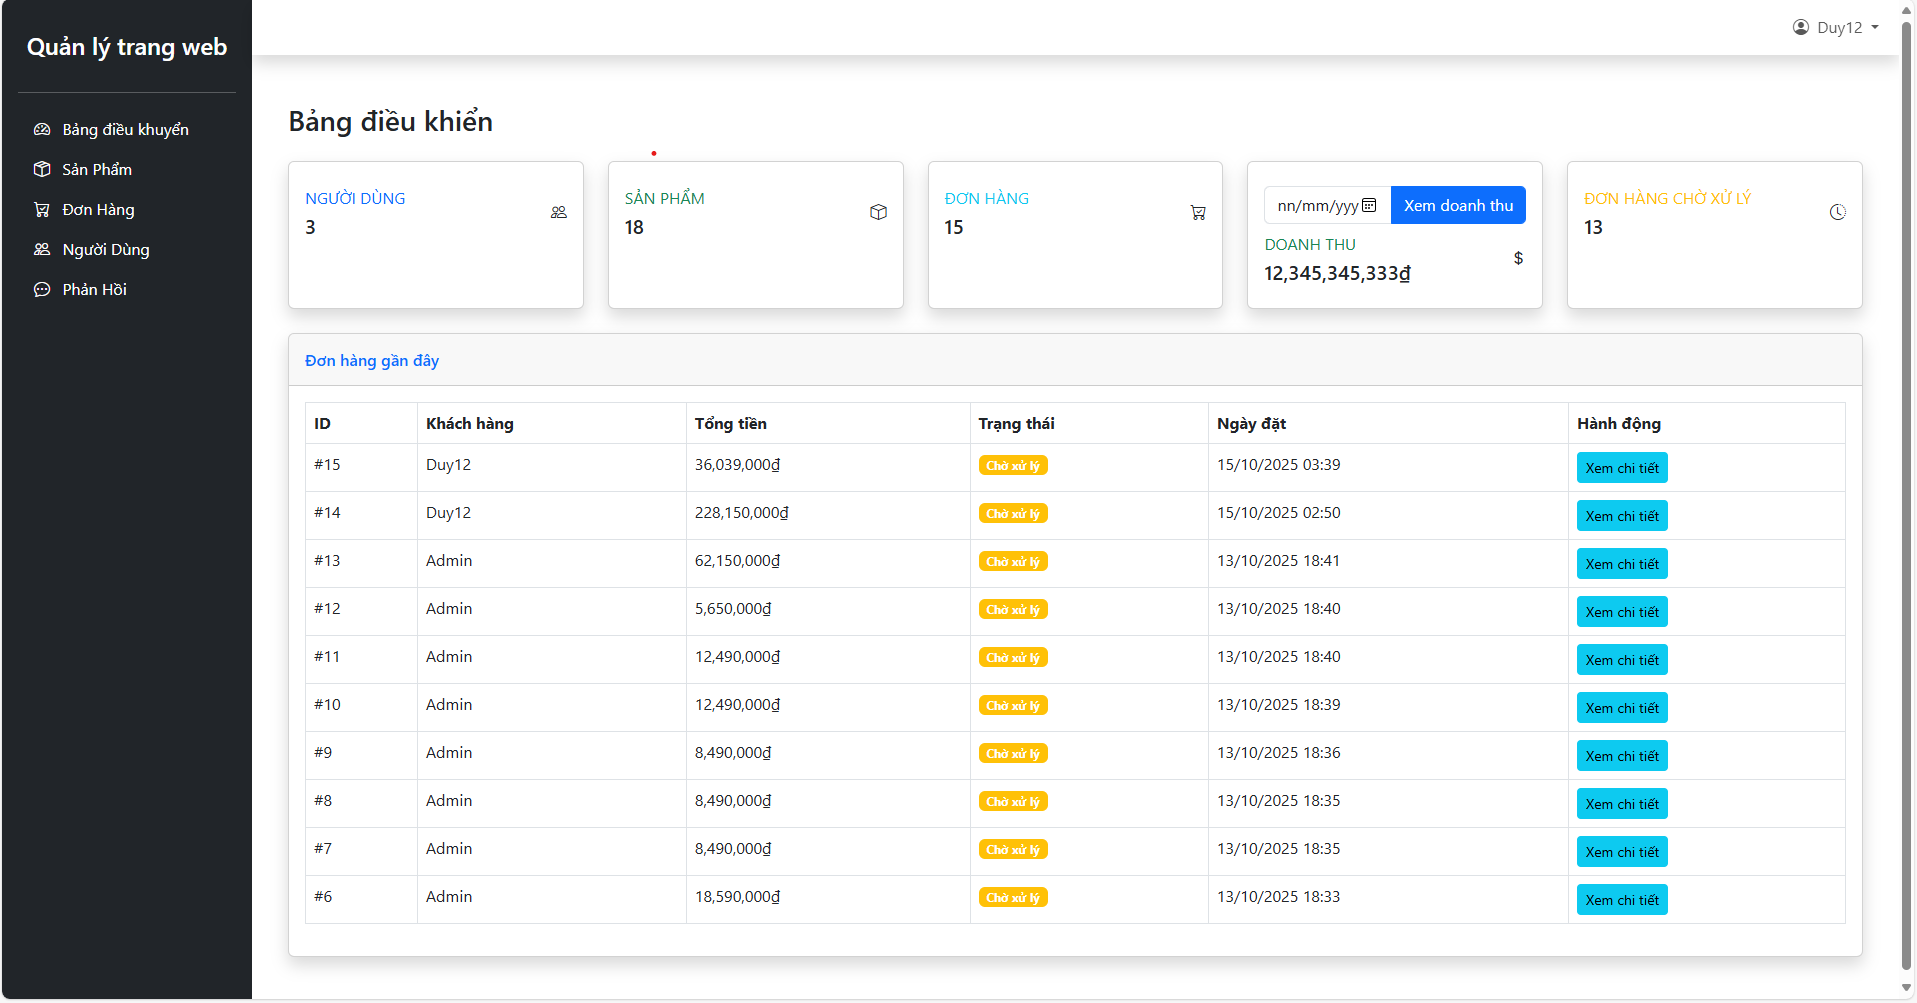 Quản lý trang web
Duy12
Bảng điều khuyển
Sản Phẩm
Đơn Hàng
Người Dùng
Phản Hồi
Bảng điều khiển
NGƯỜI DÙNG
3
SẢN PHẨM
18
ĐƠN HÀNG
15
nn/mm/yyy Xem doanh thu
DOANH THU
12,345,345,333₫
$
ĐƠN HÀNG CHỜ XỬ LÝ
13
Đơn hàng gần đây
ID Khách hàng Tổng tiền Trạng thái Ngày đặt Hành động
#15 Duy12 36,039,000₫ Chờ xử lý 15/10/2025 03:39 Xem chi tiết
#14 Duy12 228,150,000₫ Chờ xử lý 15/10/2025 02:50 Xem chi tiết
#13 Admin 62,150,000₫ Chờ xử lý 13/10/2025 18:41 Xem chi tiết
#12 Admin 5,650,000₫ Chờ xử lý 13/10/2025 18:40 Xem chi tiết
#11 Admin 12,490,000₫ Chờ xử lý 13/10/2025 18:40 Xem chi tiết
#10 Admin 12,490,000₫ Chờ xử lý 13/10/2025 18:39 Xem chi tiết
#9 Admin 8,490,000₫ Chờ xử lý 13/10/2025 18:36 Xem chi tiết
#8 Admin 8,490,000₫ Chờ xử lý 13/10/2025 18:35 Xem chi tiết
#7 Admin 8,490,000₫ Chờ xử lý 13/10/2025 18:35 Xem chi tiết
#6 Admin 18,590,000₫ Chờ xử lý 13/10/2025 18:33 Xem chi tiết